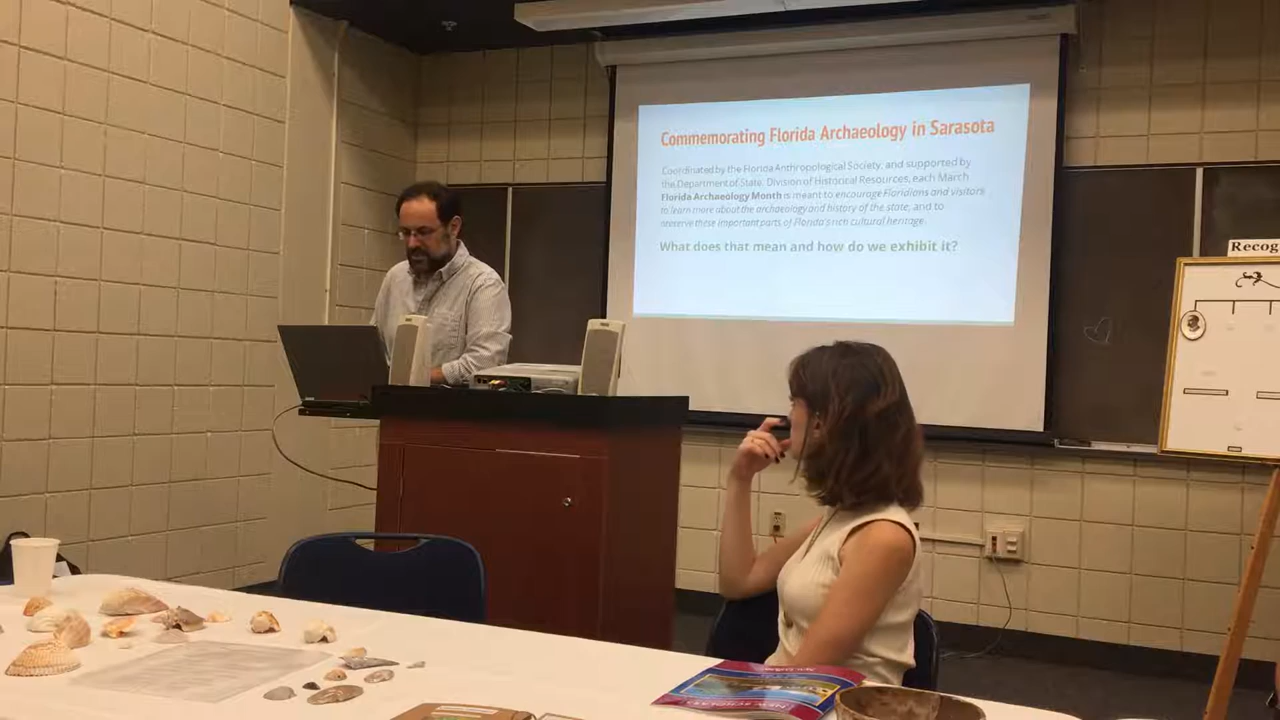 Commemorating Florida Archaeology in Sarasota
Coordinated by the Florida Anthropological Society, and supported by
the Department of State, Division of Historical Resources, each March
Florida Archaeology Month is meant to encourage Floridians and visitors
to learn more about the archaeology and history of the state, and to
preserve these important parts of Florida's rich cultural heritage.
What does that mean and how do we exhibit it?
Recog